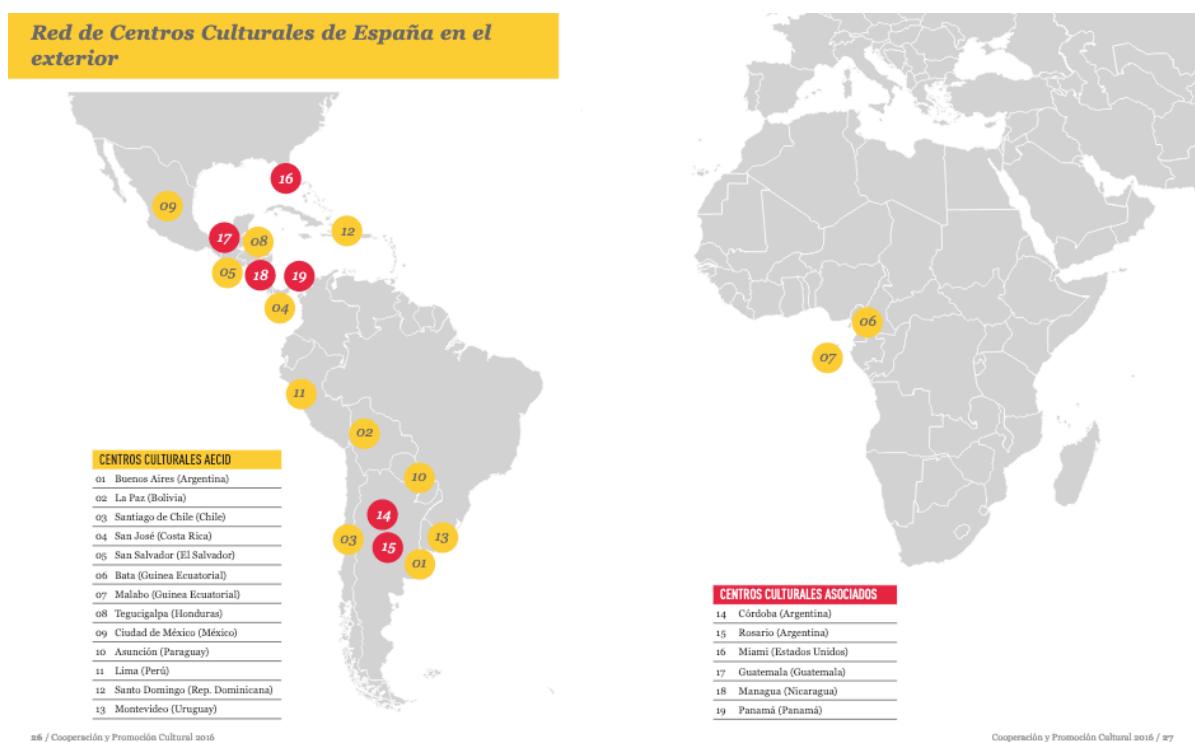 Red de Centros Culturales de España en el
exterior
16
09
17
08
12
05
18
19
04
11
02
10
14
03
15
13
01
CENTROS CULTURALES AECID
01 Buenos Aires (Argentina)
02 La Paz (Bolivia)
03 Santiago de Chile (Chile)
04 San José (Costa Rica)
05 San Salvador (El Salvador)
06 Bata (Guinea Ecuatorial)
07 Malabo (Guinea Ecuatorial)
08 Tegucigalpa (Honduras)
09 Ciudad de México (México)
10 Asunción (Paraguay)
11 Lima (Perú)
12 Santo Domingo (Rep. Dominicana)
13 Montevideo (Uruguay)
26 / Cooperación y Promoción Cultural 2016
06
07
CENTROS CULTURALES ASOCIADOS
14 Córdoba (Argentina)
15 Rosario (Argentina)
16 Miami (Estados Unidos)
17 Guatemala (Guatemala)
18 Managua (Nicaragua)
19 Panamá (Panamá)
Cooperación y Promoción Cultural 2016 / 27